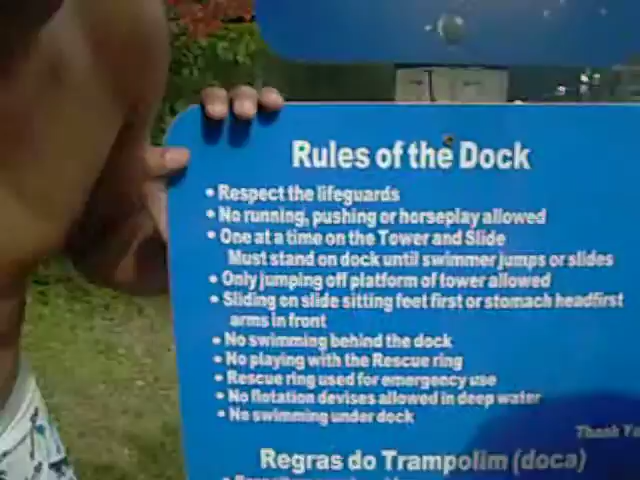 Rules of the Dock
• Respect the lifeguards
• No running, pushing or horseplay allowed
• One at a time on the Tower and Slide
Must stand on dock until swimmer jumps or slides
• Only jumping off platform of tower allowed
• Sliding on slide sitting feet first or stomach headfirst
arms in front
• No swimming behind the dock
• No playing with the Rescue ring
• Rescue ring used for emergency use
• No flotation devises allowed in deep water
• No swimming under dock
Thank
Regras do Trampolim (doca)